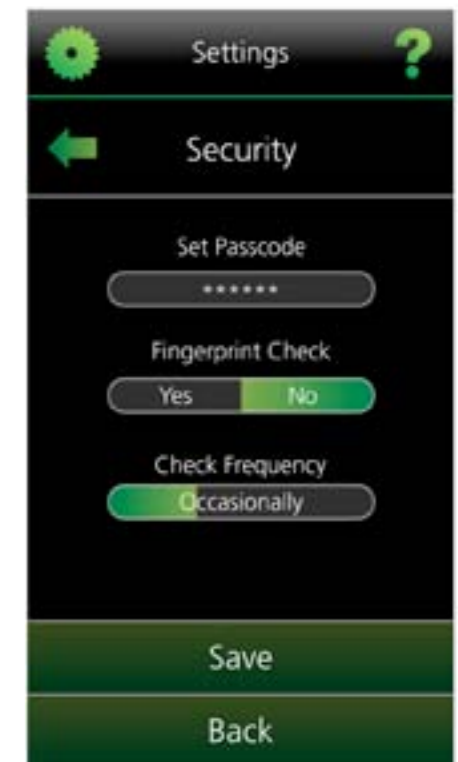 Settings ?
Security
Set Passcode
******
Fingerprint Check
Yes No
Check Frequency
Occasionally
Save
Back